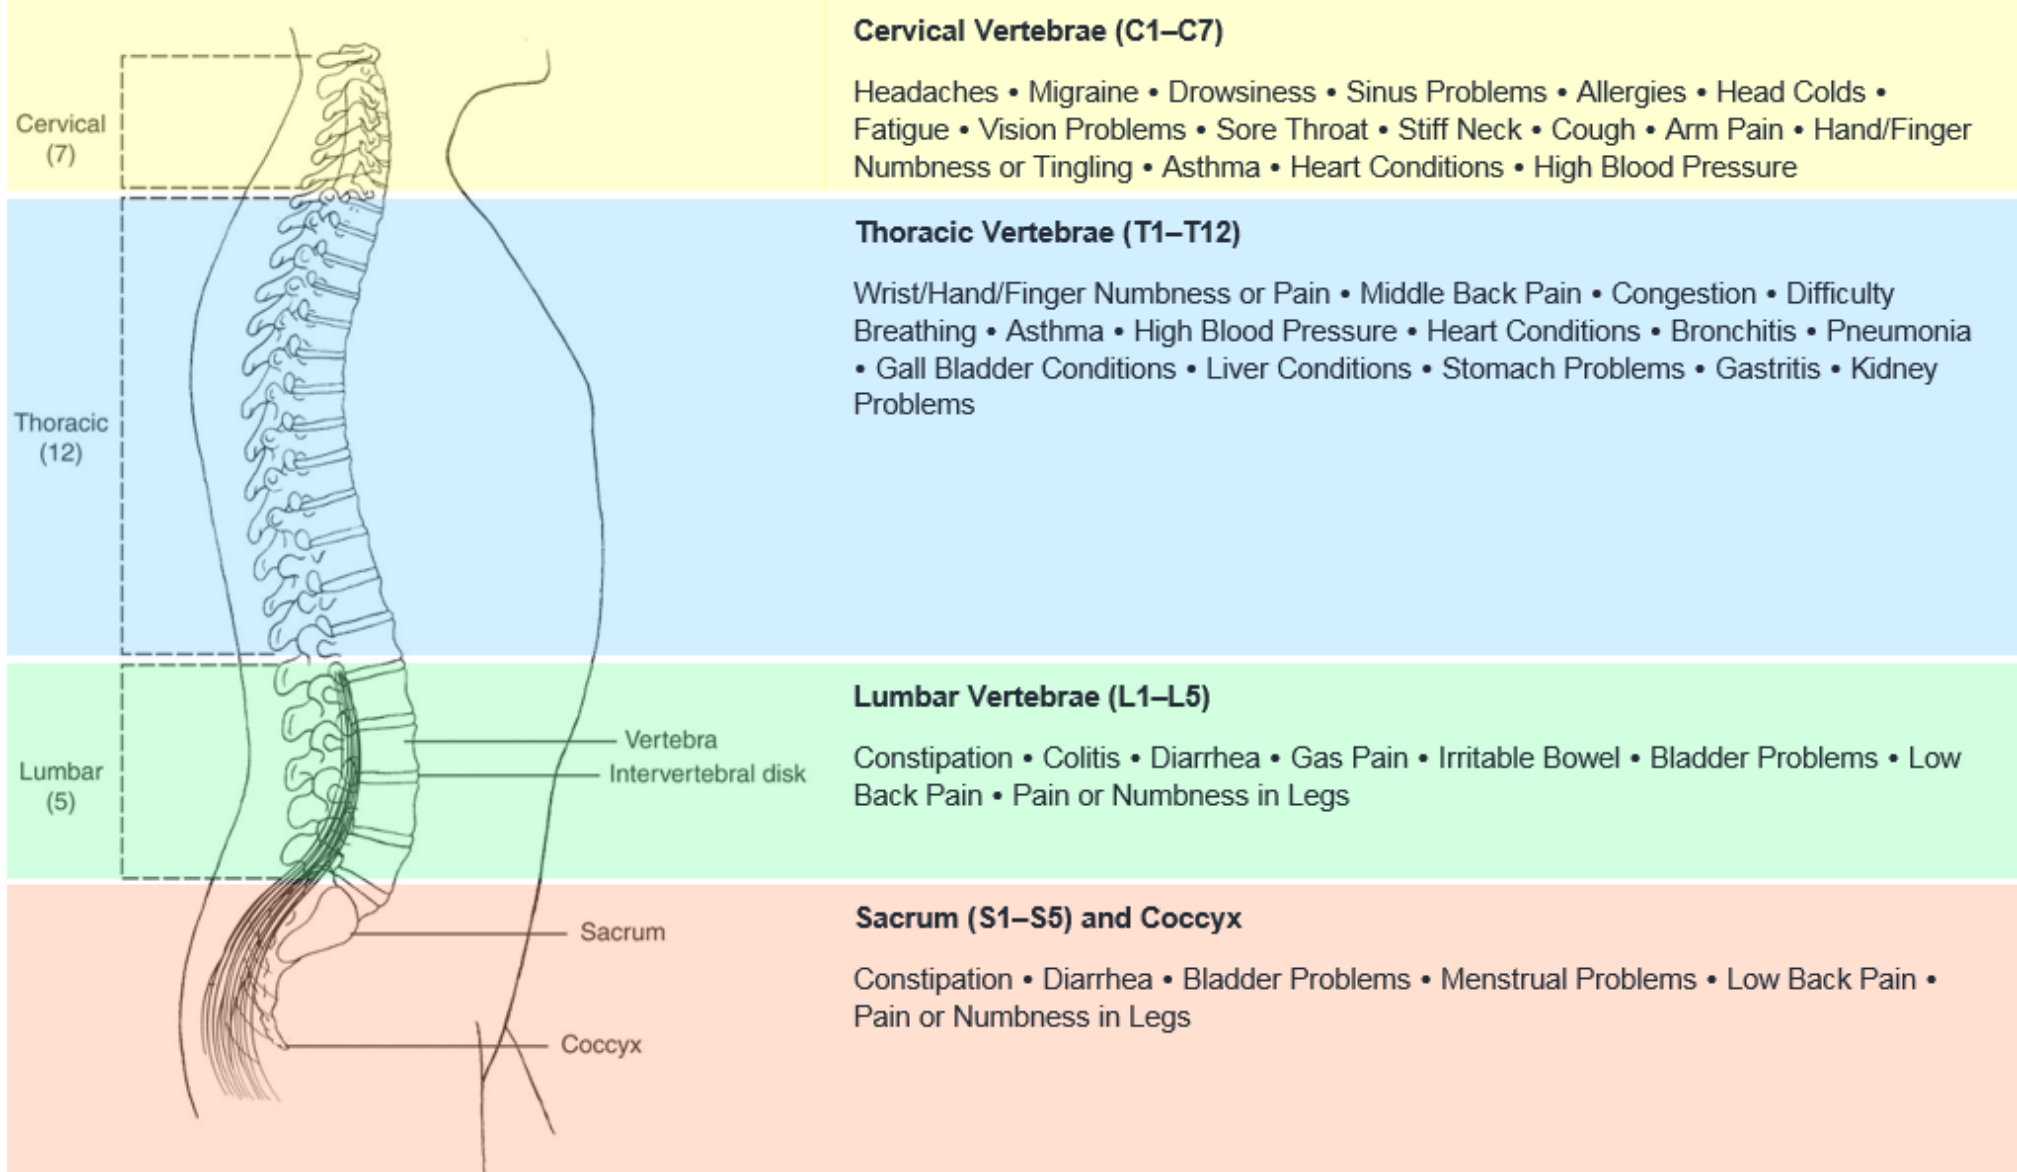 Cervical
(7)
Cervical Vertebrae (C1–C7)
Headaches • Migraine • Drowsiness • Sinus Problems • Allergies • Head Colds •
Fatigue • Vision Problems • Sore Throat • Stiff Neck • Cough • Arm Pain • Hand/Finger
Numbness or Tingling • Asthma • Heart Conditions • High Blood Pressure
Thoracic
(12)
Thoracic Vertebrae (T1–T12)
Wrist/Hand/Finger Numbness or Pain • Middle Back Pain • Congestion • Difficulty
Breathing • Asthma • High Blood Pressure • Heart Conditions • Bronchitis • Pneumonia
• Gall Bladder Conditions • Liver Conditions • Stomach Problems • Gastritis • Kidney
Problems
Lumbar
(5)
Vertebra
Intervertebral disk
Lumbar Vertebrae (L1–L5)
Constipation • Colitis • Diarrhea • Gas Pain • Irritable Bowel • Bladder Problems • Low
Back Pain • Pain or Numbness in Legs
Sacrum
Coccyx
Sacrum (S1–S5) and Coccyx
Constipation • Diarrhea • Bladder Problems • Menstrual Problems • Low Back Pain •
Pain or Numbness in Legs